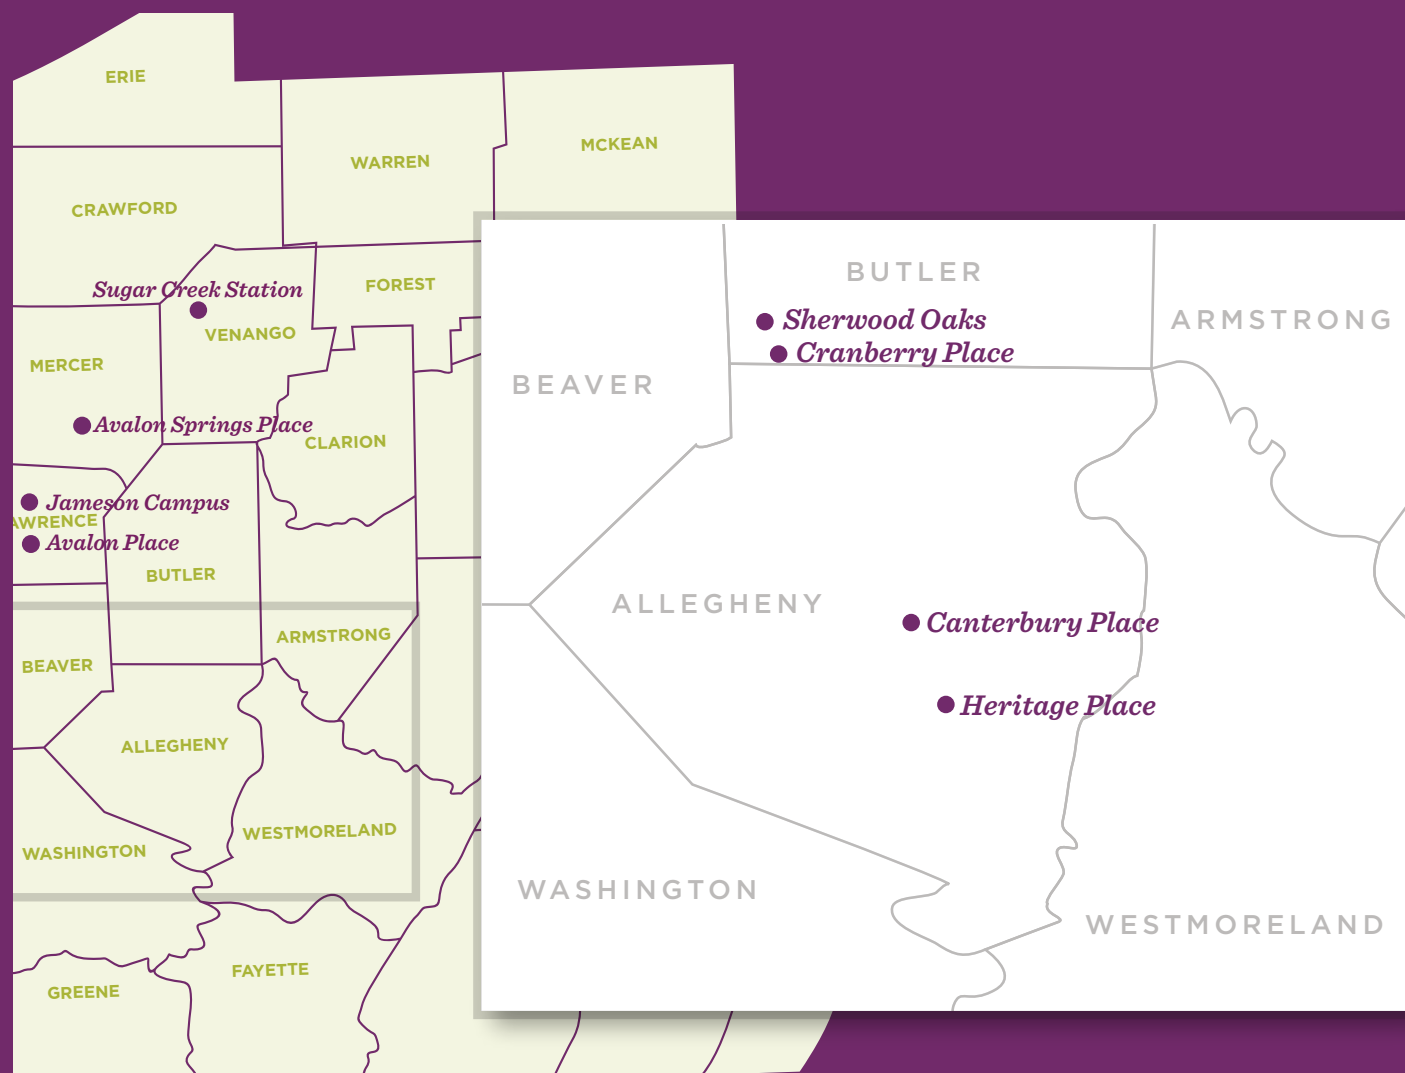 ERIE
MCKEAN
WARREN
CRAWFORD
Sugar Creek Station
FOREST
VENANGO
MERCER
Avalon Springs Place
CLARION
Jameson Campus
AWRENCE
Avalon Place
BUTLER
ARMSTRONG
BEAVER
ALLEGHENY
WESTMORELAND
WASHINGTON
FAYETTE
GREENE
BUTLER
Sherwood Oaks
ARMSTRONG
Cranberry Place
BEAVER
ALLEGHENY
Canterbury Place
Heritage Place
WASHINGTON
WESTMORELAND